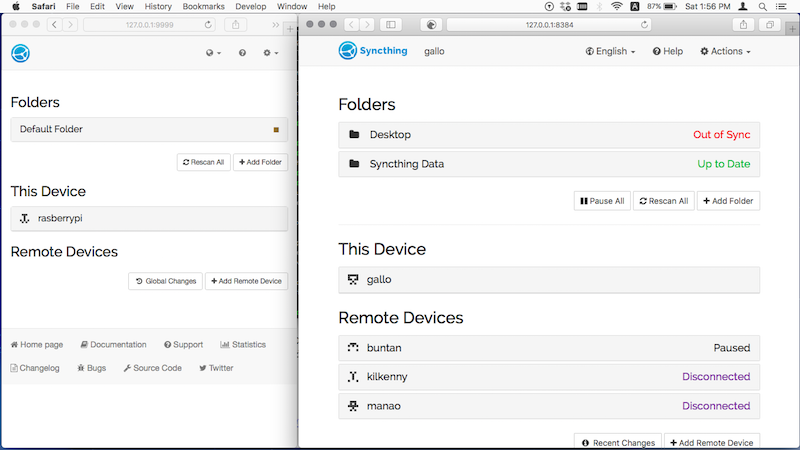 Safari File Edit View History Bookmarks Develop Window Help 87% Sat 1:56 PM
127.0.0.1:9999
Folders
Default Folder
Rescan All + Add Folder
This Device
rasberrypi
Remote Devices
Global Changes + Add Remote Device
Home page Documentation Support Statistics
Changelog Bugs Source Code Twitter
127.0.0.1:8384
Syncthing gallo English Help Actions
Folders
Desktop Out of Sync
Syncthing Data Up to Date
Pause All Rescan All + Add Folder
This Device
gallo
Remote Devices
buntan Paused
kilkenny Disconnected
manao Disconnected
Recent Changes + Add Remote Device